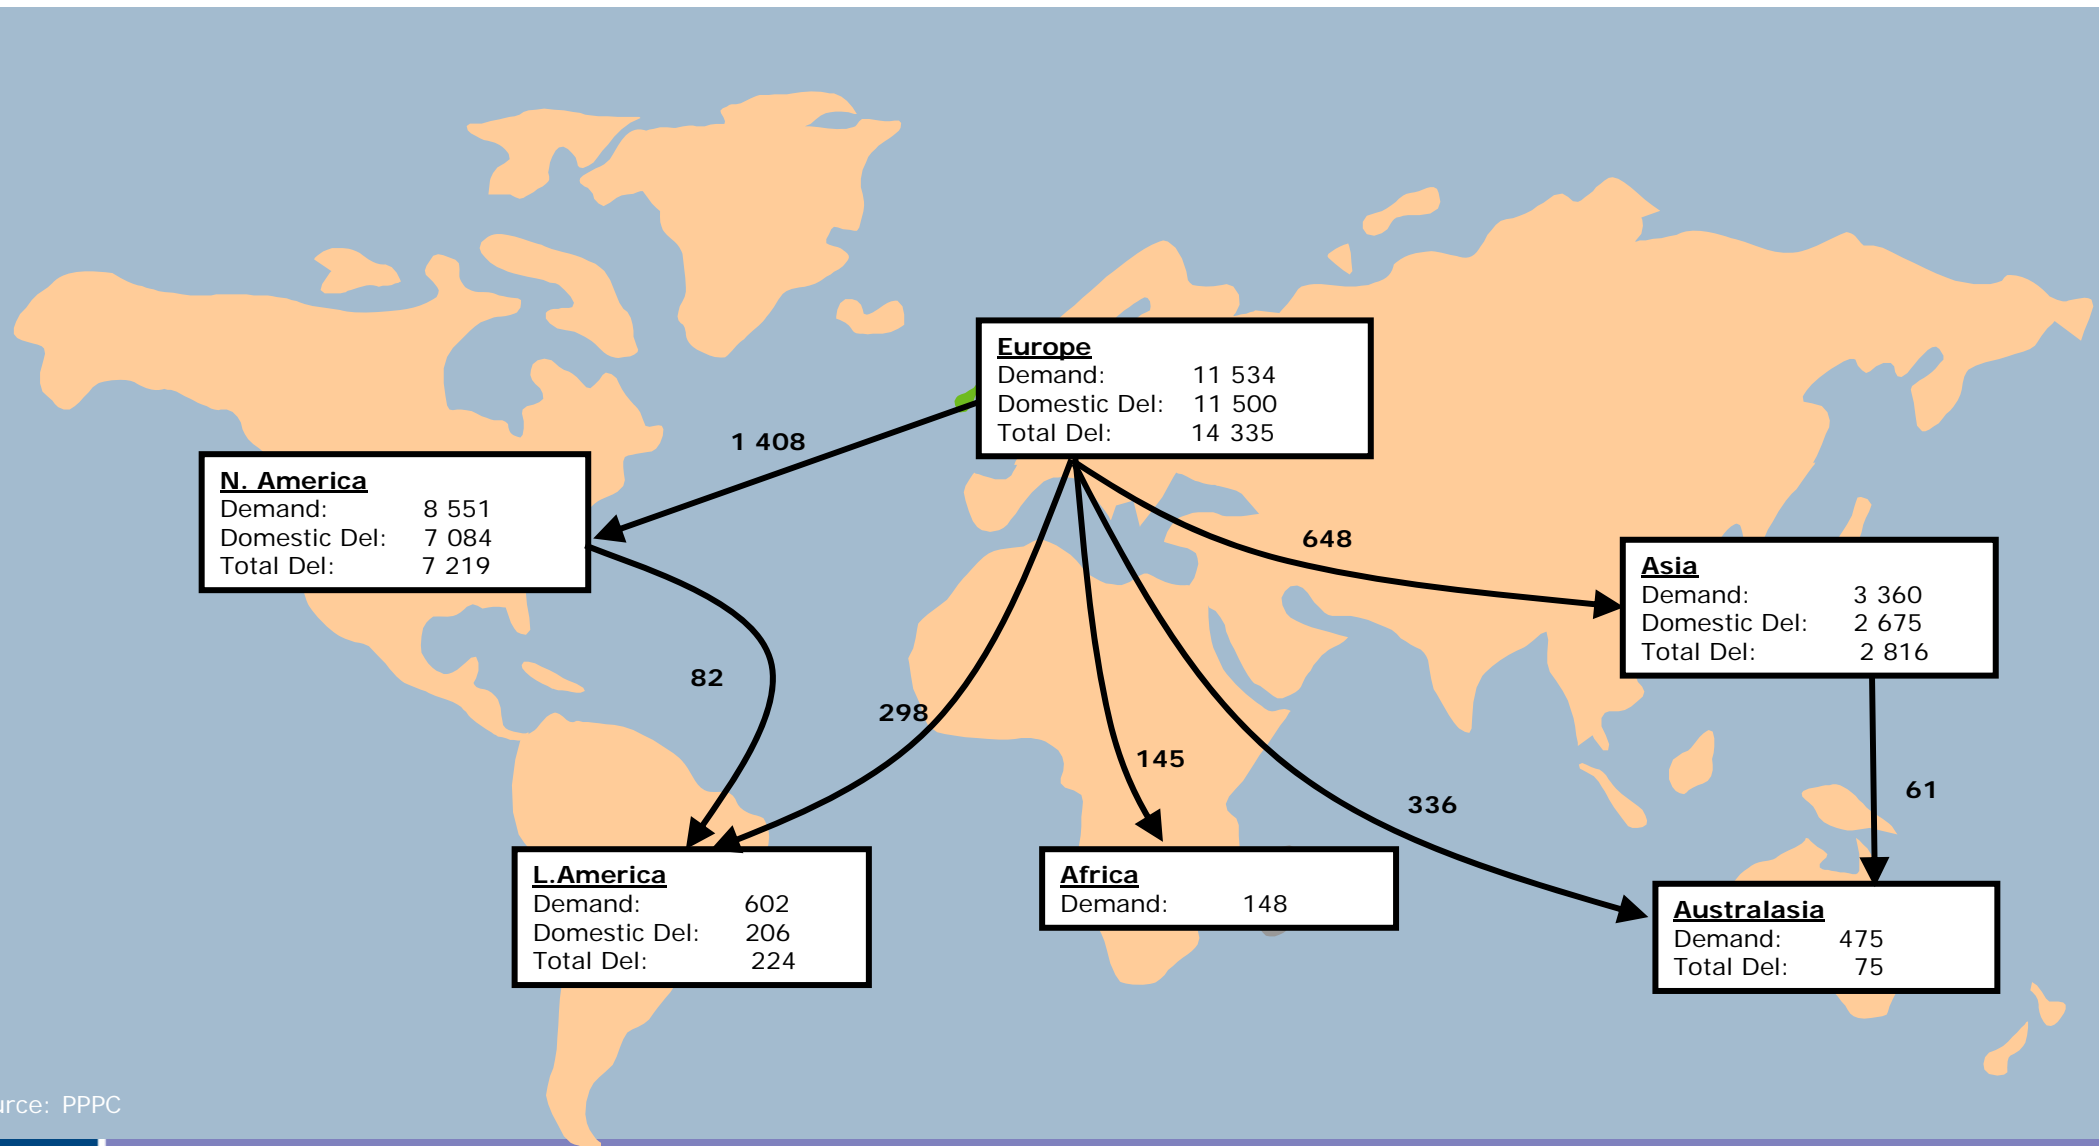 Europe
Demand: 11 534
Domestic Del: 11 500
Total Del: 14 335
1 408
N. America
Demand: 8 551
Domestic Del: 7 084
Total Del: 7 219
648
Asia
Demand: 3 360
Domestic Del: 2 675
Total Del: 2 816
82
298
145
336
61
L.America
Demand: 602
Domestic Del: 206
Total Del: 224
Africa
Demand: 148
Australasia
Demand: 475
Total Del: 75
urce: PPPC